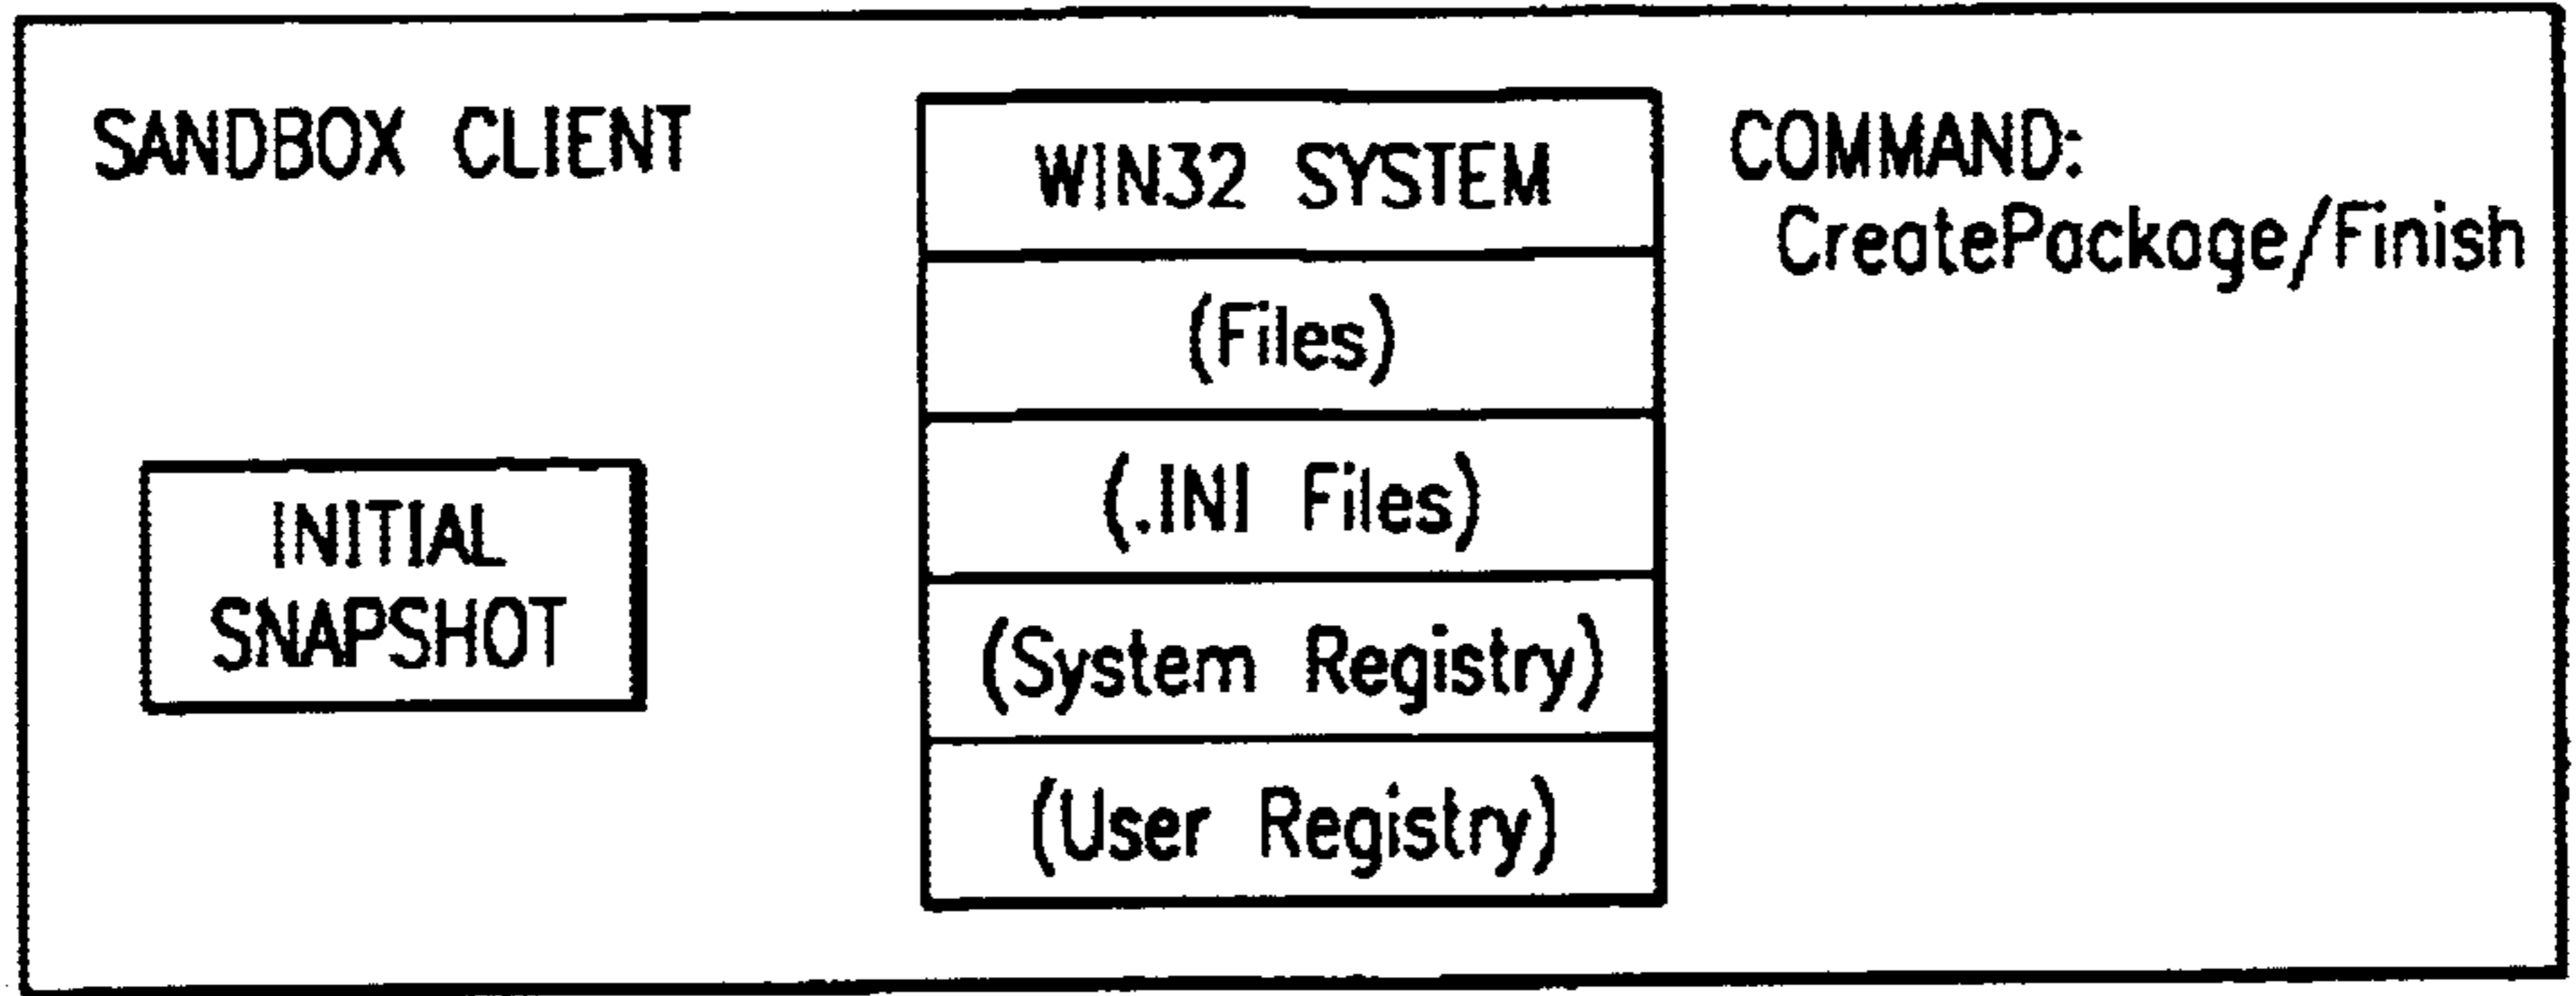 SANDBOX CLIENT
WIN32 SYSTEM
(Files)
(.INI Files)
(System Registry)
(User Registry)
COMMAND:
CreatePackage/Finish
INITIAL
SNAPSHOT